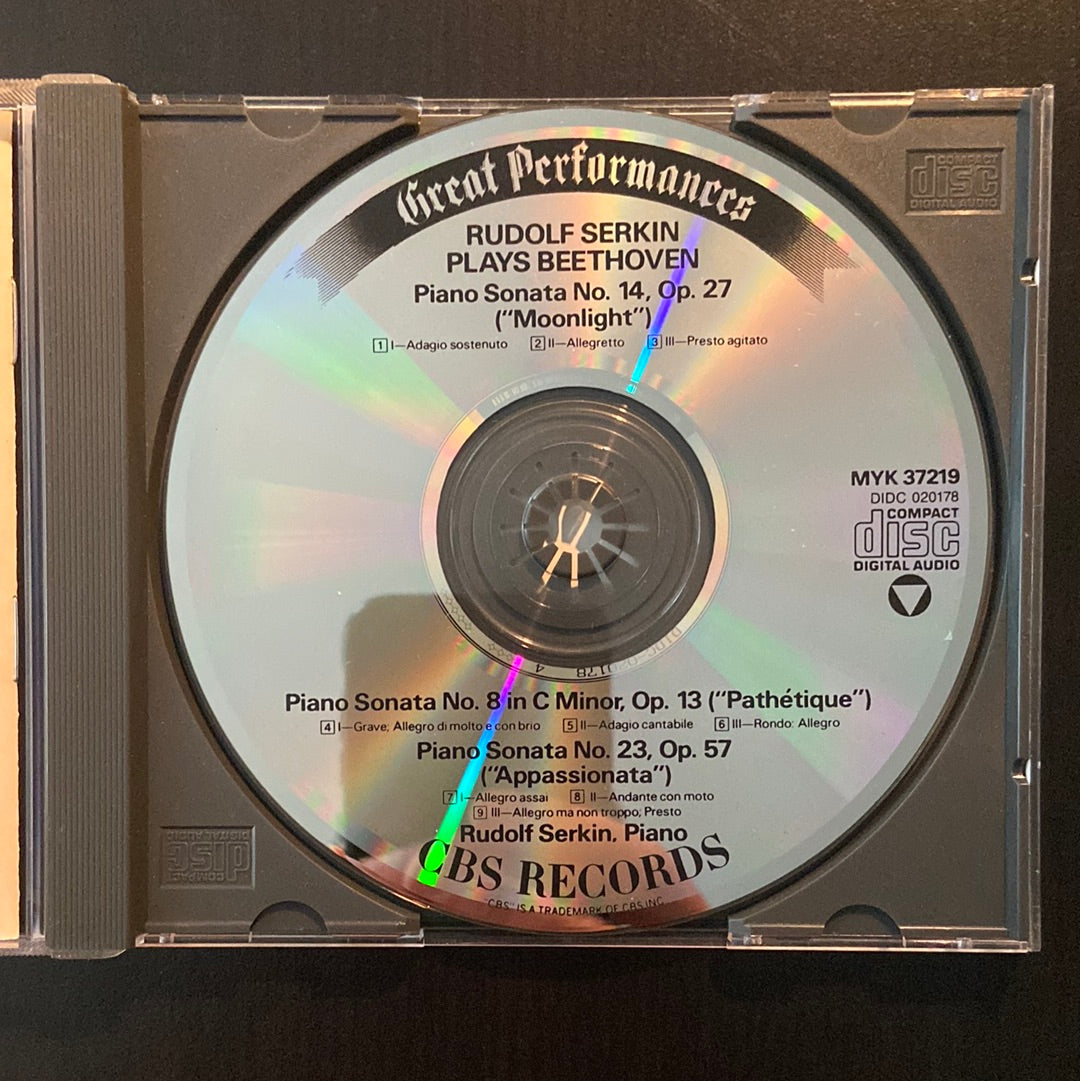 Great Performances
RUDOLF SERKIN
PLAYS BEETHOVEN
Piano Sonata No. 14, Op. 27
("Moonlight")
1 I—Adagio sostenuto 2 II—Allegretto 3 III—Presto agitato
COMPACT
disc
DIGITAL AUDIO
MYK 37219
DIDC 020178
COMPACT
disc
DIGITAL AUDIO
Piano Sonata No. 8 in C Minor, Op. 13 ("Pathétique")
4 I—Grave; Allegro di molto e con brio 5 II—Adagio cantabile 6 III—Rondo: Allegro
Piano Sonata No. 23, Op. 57
("Appassionata")
7 I—Allegro assai 8 II—Andante con moto
9 III—Allegro ma non troppo; Presto
Rudolf Serkin, Piano
CBS RECORDS
"CBS" IS A TRADEMARK OF CBS INC.
COMPACT
disc
DIGITAL AUDIO